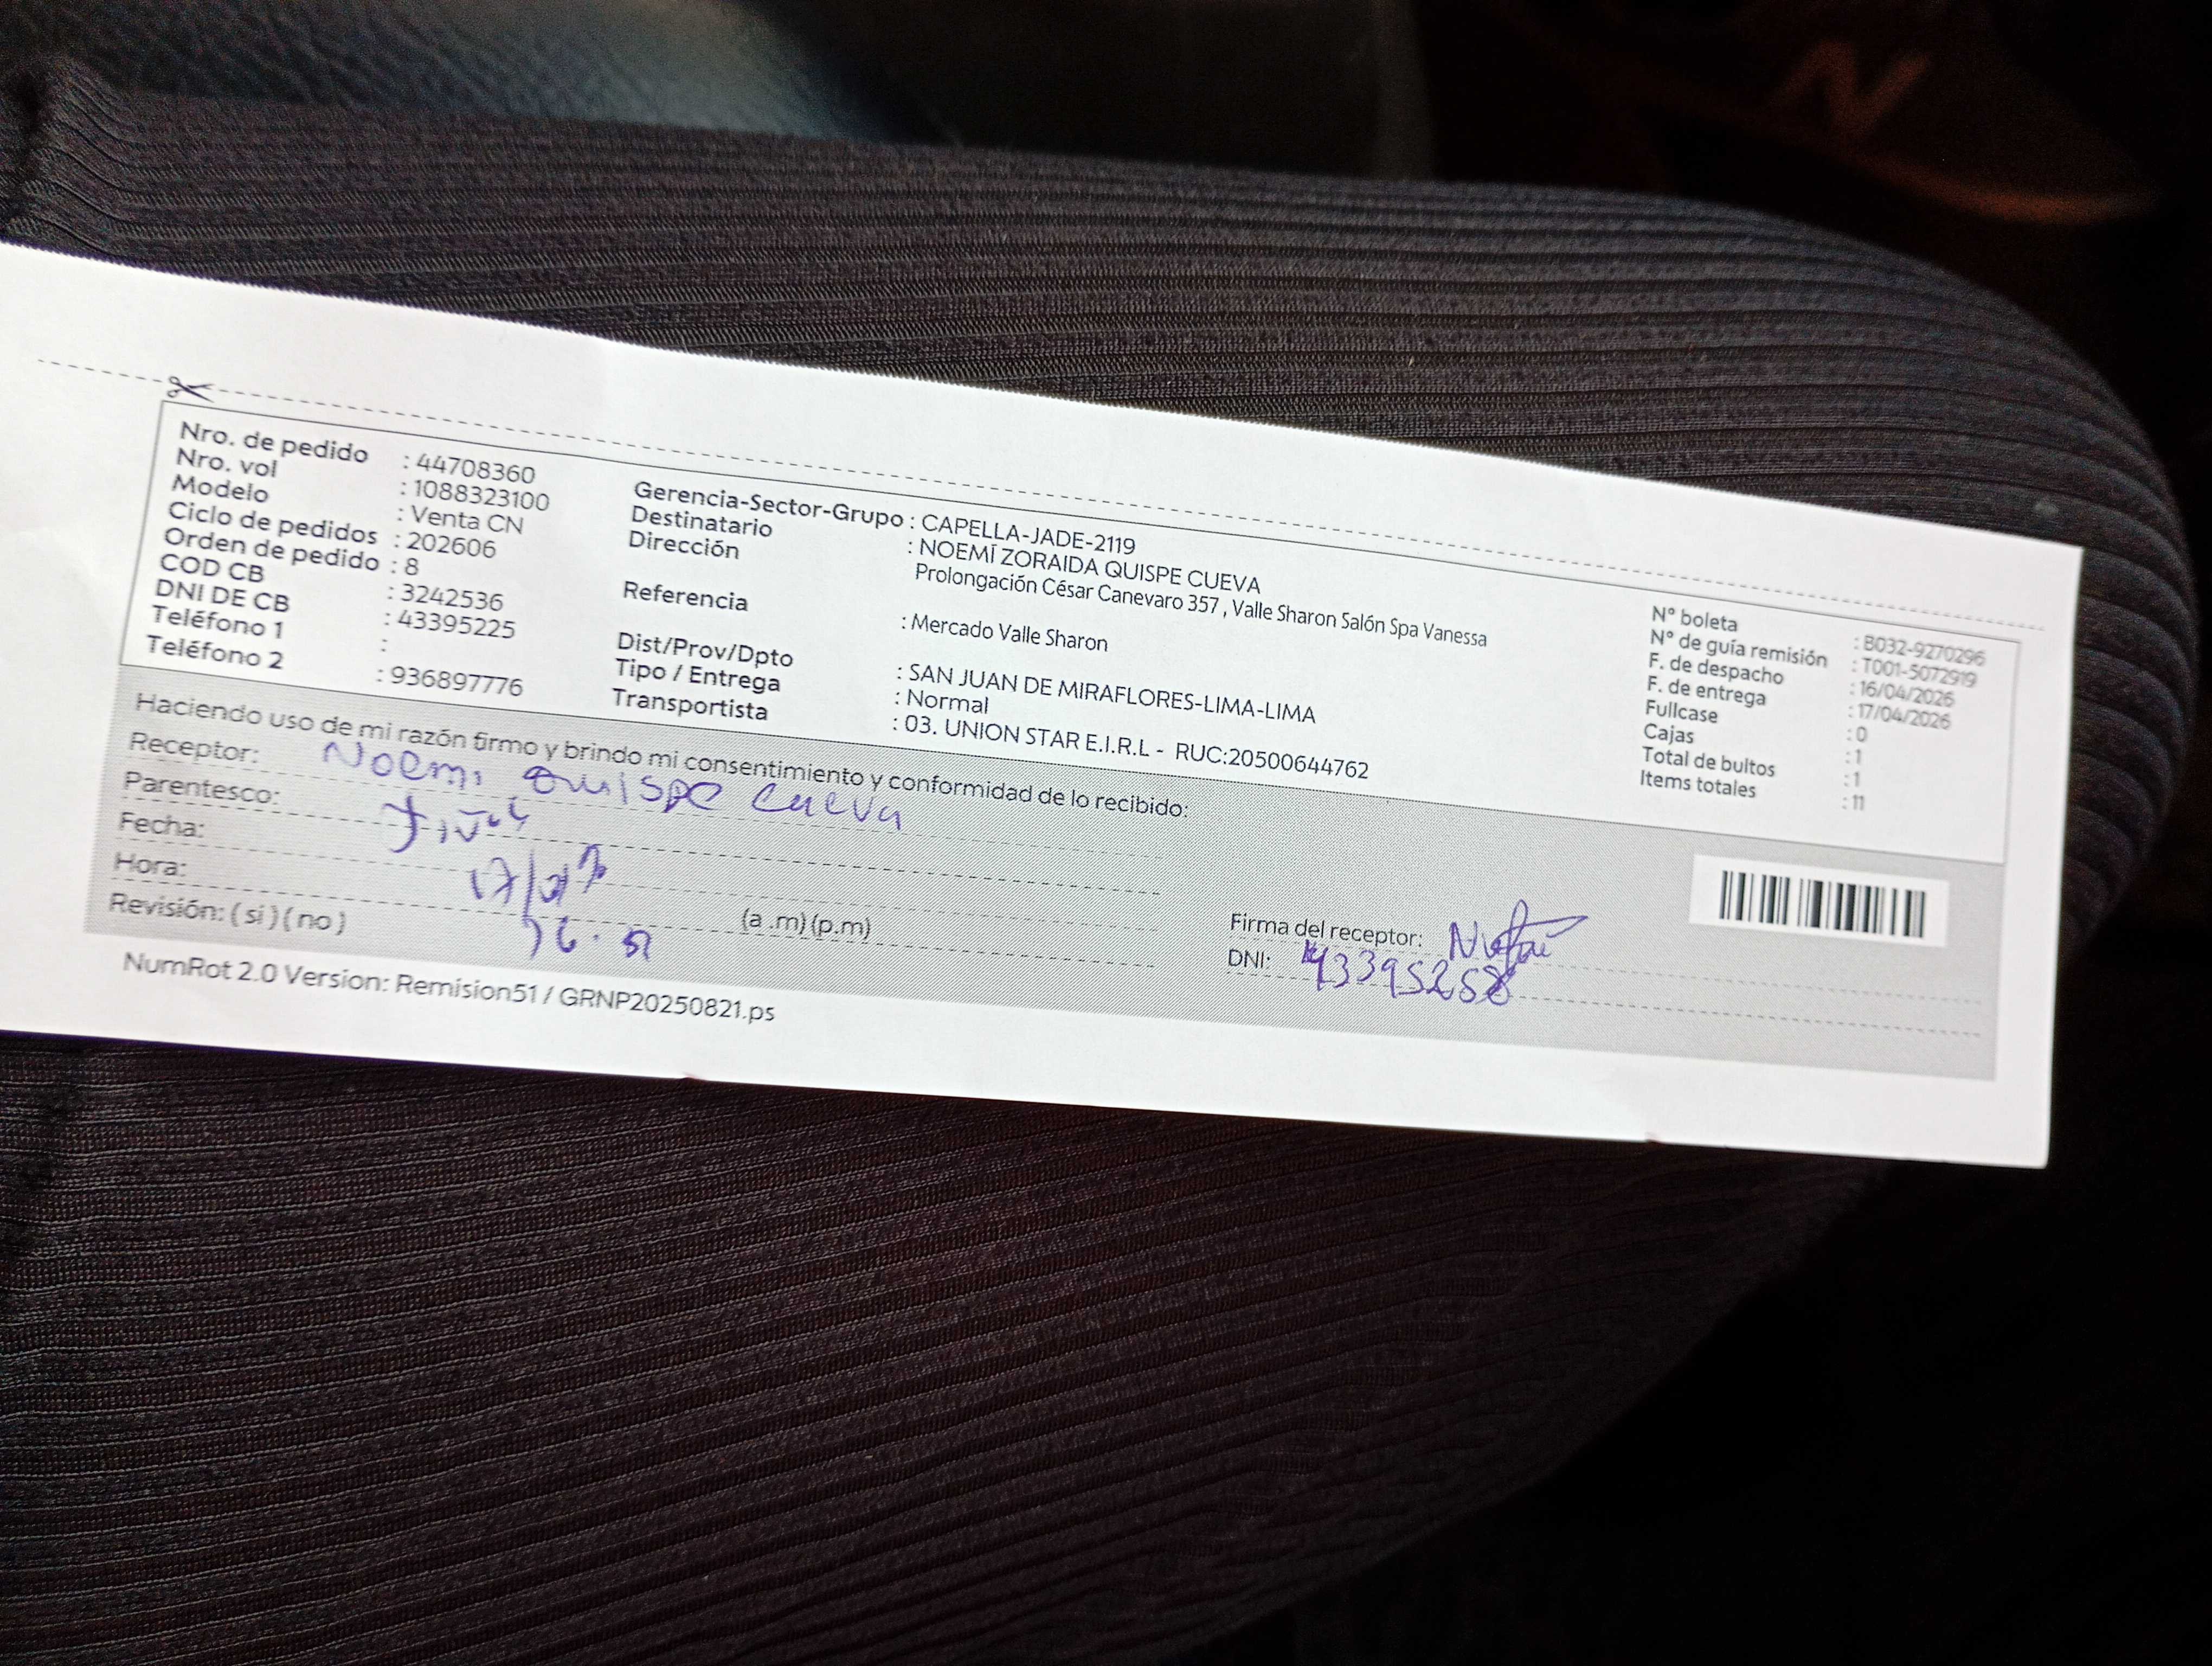 Nro. de pedido : 44708360
Nro. vol : 1088323100
Modelo : Venta CN
Ciclo de pedidos : 202606
Orden de pedido : 8
COD CB : 3242536
DNI DE CB : 43395225
Teléfono 1 :
Teléfono 2 : 936897776
Gerencia-Sector-Grupo : CAPELLA-JADE-2119
Destinatario : NOEMÍ ZORAIDA QUISPE CUEVA
Dirección Prolongación César Canevaro 357 , Valle Sharon Salón Spa Vanessa
Referencia : Mercado Valle Sharon
Dist/Prov/Dpto : SAN JUAN DE MIRAFLORES-LIMA-LIMA
Tipo / Entrega : Normal
Transportista : 03. UNION STAR E.I.R.L - RUC:20500644762
N° boleta : B032-9270296
N° de guía remisión : T001-5072919
F. de despacho : 16/04/2026
F. de entrega : 17/04/2026
Fullcase : 0
Cajas : 1
Total de bultos : 1
Items totales : 11
Haciendo uso de mi razón firmo y brindo mi consentimiento y conformidad de lo recibido:
Receptor: Noemi Quispe Cueva
Parentesco:
Fecha:
Hora: (a .m) (p.m)
Revisión: ( si ) ( no )
Firma del receptor:
DNI:
NumRot 2.0 Version: Remision51 / GRNP20250821.ps
N